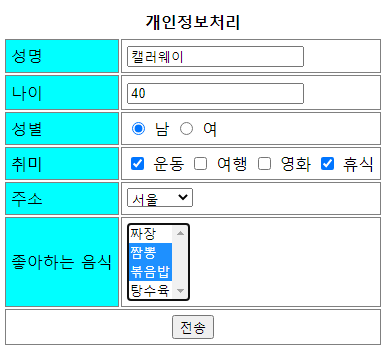 개인정보처리
성명 캘러웨이
나이 40
성별 남 여
취미 운동 여행 영화 휴식
주소 서울
좋아하는 음식 짜장
짬뽕
볶음밥
탕수육
전송